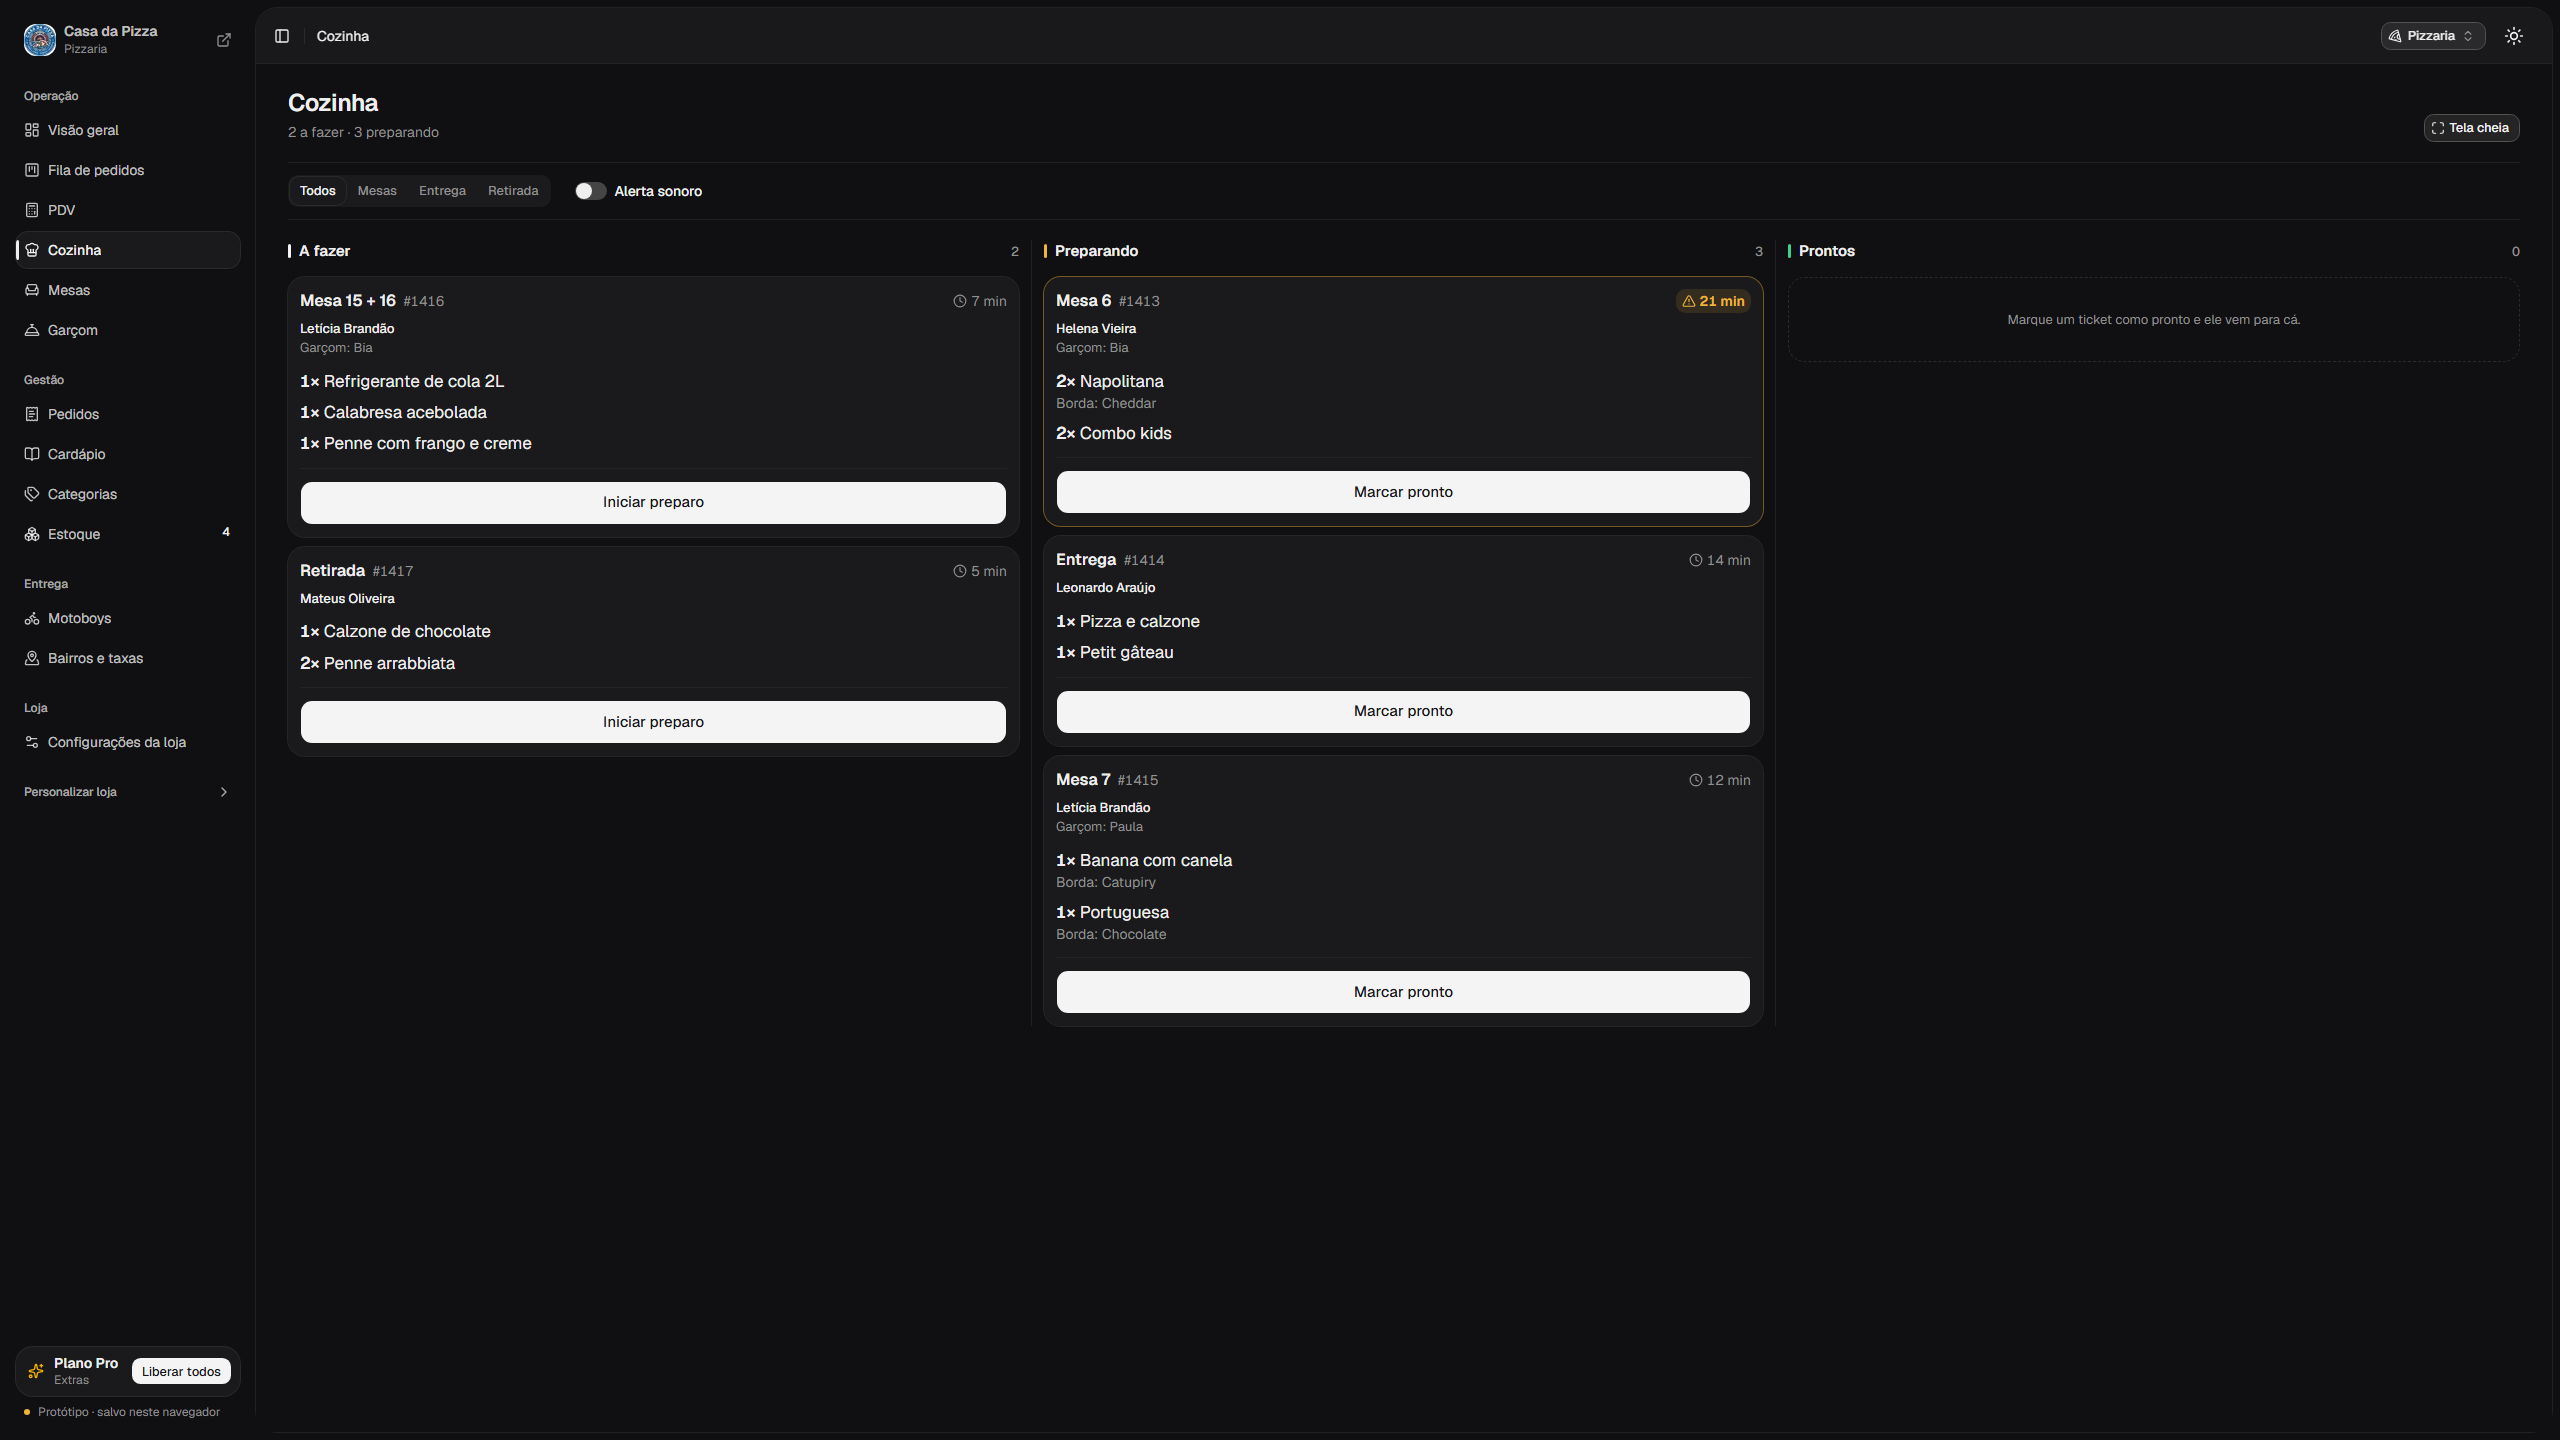 Casa da Pizza
Pizzaria
Operação
Visão geral
Fila de pedidos
PDV
Cozinha
Mesas
Garçom
Gestão
Pedidos
Cardápio
Categorias
Estoque 4
Entrega
Motoboys
Bairros e taxas
Loja
Configurações da loja
Personalizar loja
Plano Pro
Extras
Liberar todos
Protótipo · salvo neste navegador
Cozinha
Pizzaria
Cozinha
2 a fazer · 3 preparando
Tela cheia
Todos Mesas Entrega Retirada Alerta sonoro
A fazer 2
Mesa 15 + 16 #1416 7 min
Letícia Brandão
Garçom: Bia
1× Refrigerante de cola 2L
1× Calabresa acebolada
1× Penne com frango e creme
Iniciar preparo
Retirada #1417 5 min
Mateus Oliveira
1× Calzone de chocolate
2× Penne arrabbiata
Iniciar preparo
Preparando 3
Mesa 6 #1413 21 min
Helena Vieira
Garçom: Bia
2× Napolitana
Borda: Cheddar
2× Combo kids
Marcar pronto
Entrega #1414 14 min
Leonardo Araújo
1× Pizza e calzone
1× Petit gâteau
Marcar pronto
Mesa 7 #1415 12 min
Letícia Brandão
Garçom: Paula
1× Banana com canela
Borda: Catupiry
1× Portuguesa
Borda: Chocolate
Marcar pronto
Prontos 0
Marque um ticket como pronto e ele vem para cá.